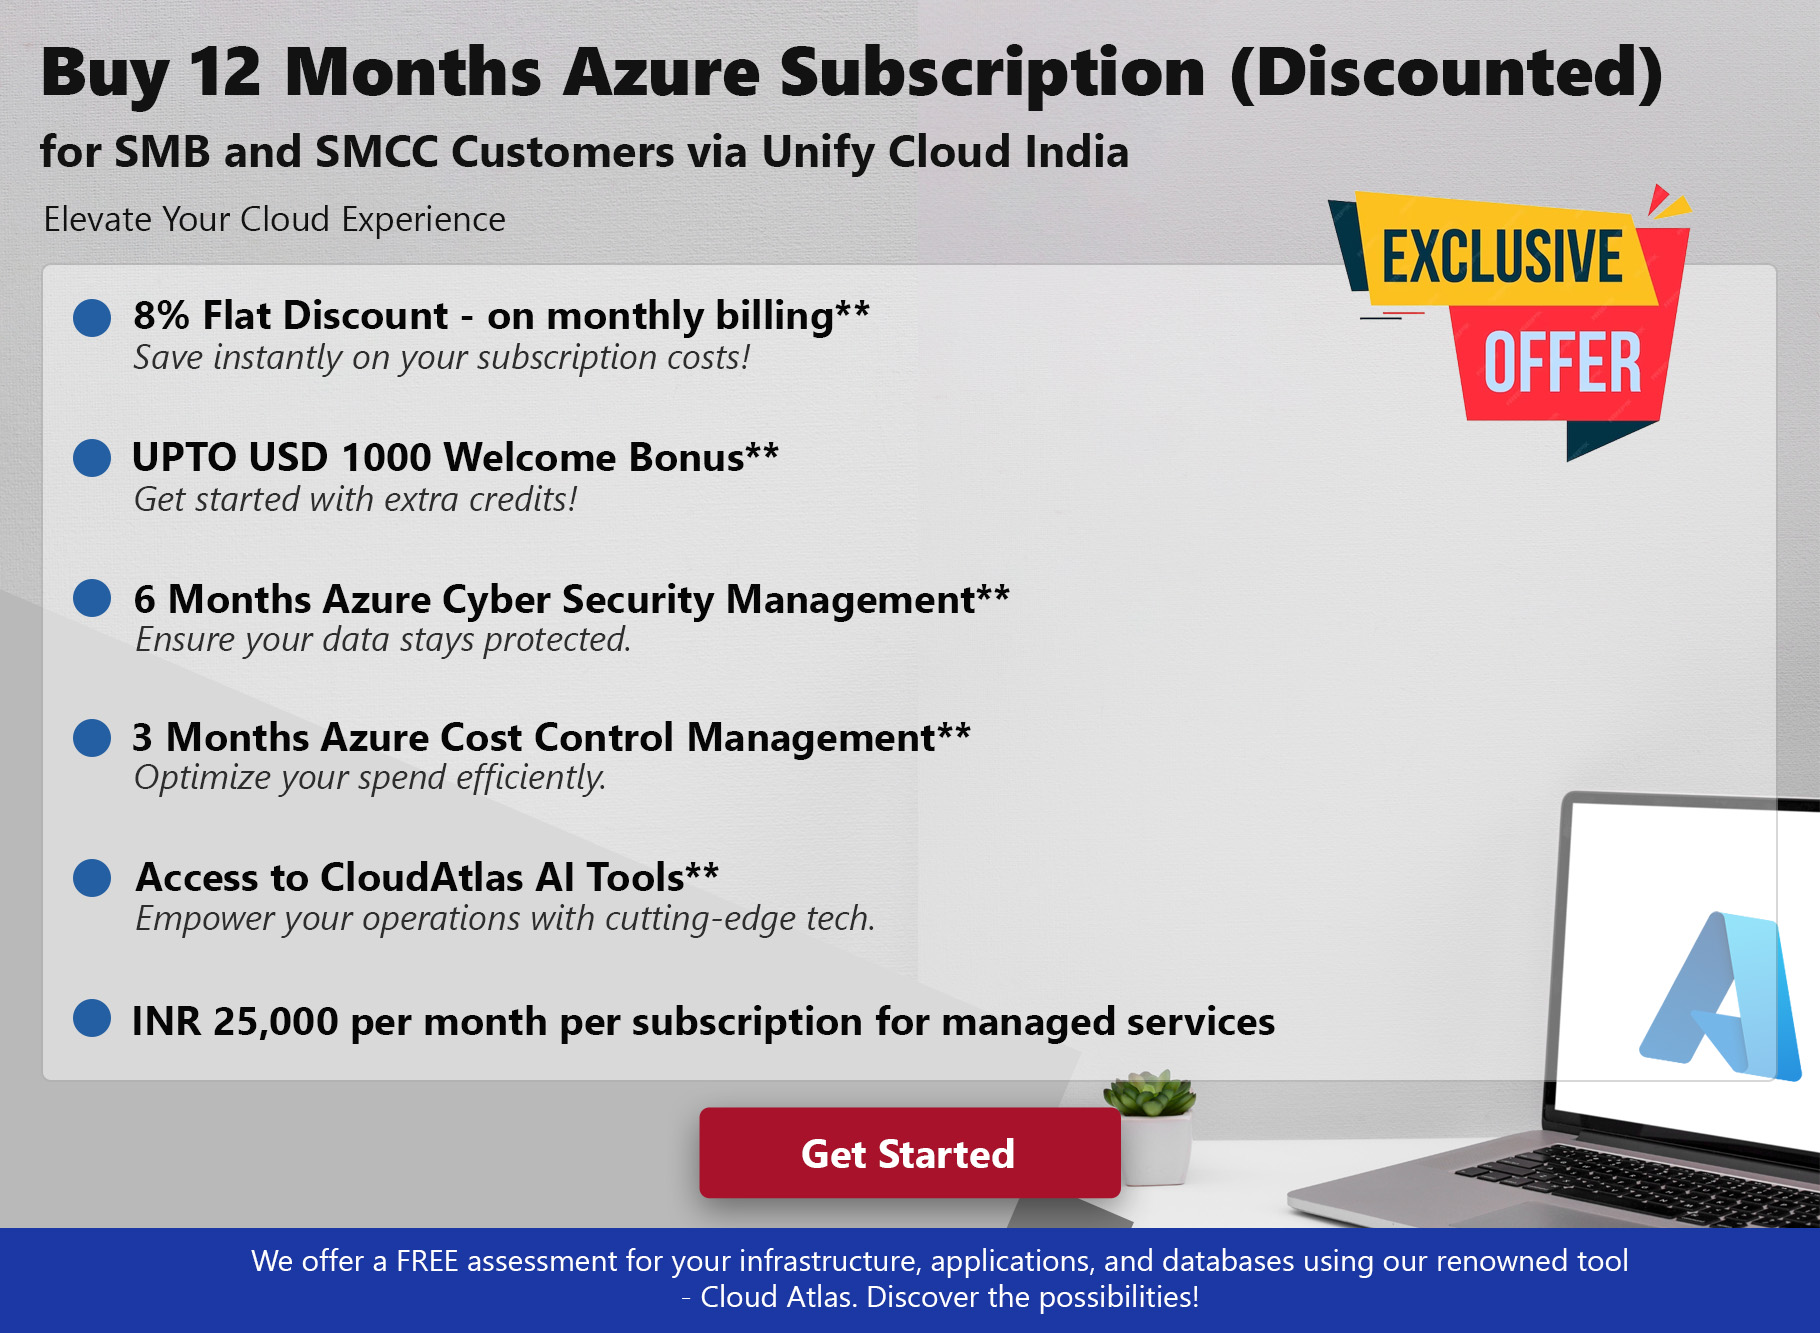 Buy 12 Months Azure Subscription (Discounted)
for SMB and SMCC Customers via Unify Cloud India
Elevate Your Cloud Experience
EXCLUSIVE
OFFER
8% Flat Discount - on monthly billing**
Save instantly on your subscription costs!
UPTO USD 1000 Welcome Bonus**
Get started with extra credits!
6 Months Azure Cyber Security Management**
Ensure your data stays protected.
3 Months Azure Cost Control Management**
Optimize your spend efficiently.
Access to CloudAtlas AI Tools**
Empower your operations with cutting-edge tech.
INR 25,000 per month per subscription for managed services
Get Started
We offer a FREE assessment for your infrastructure, applications, and databases using our renowned tool
- Cloud Atlas. Discover the possibilities!